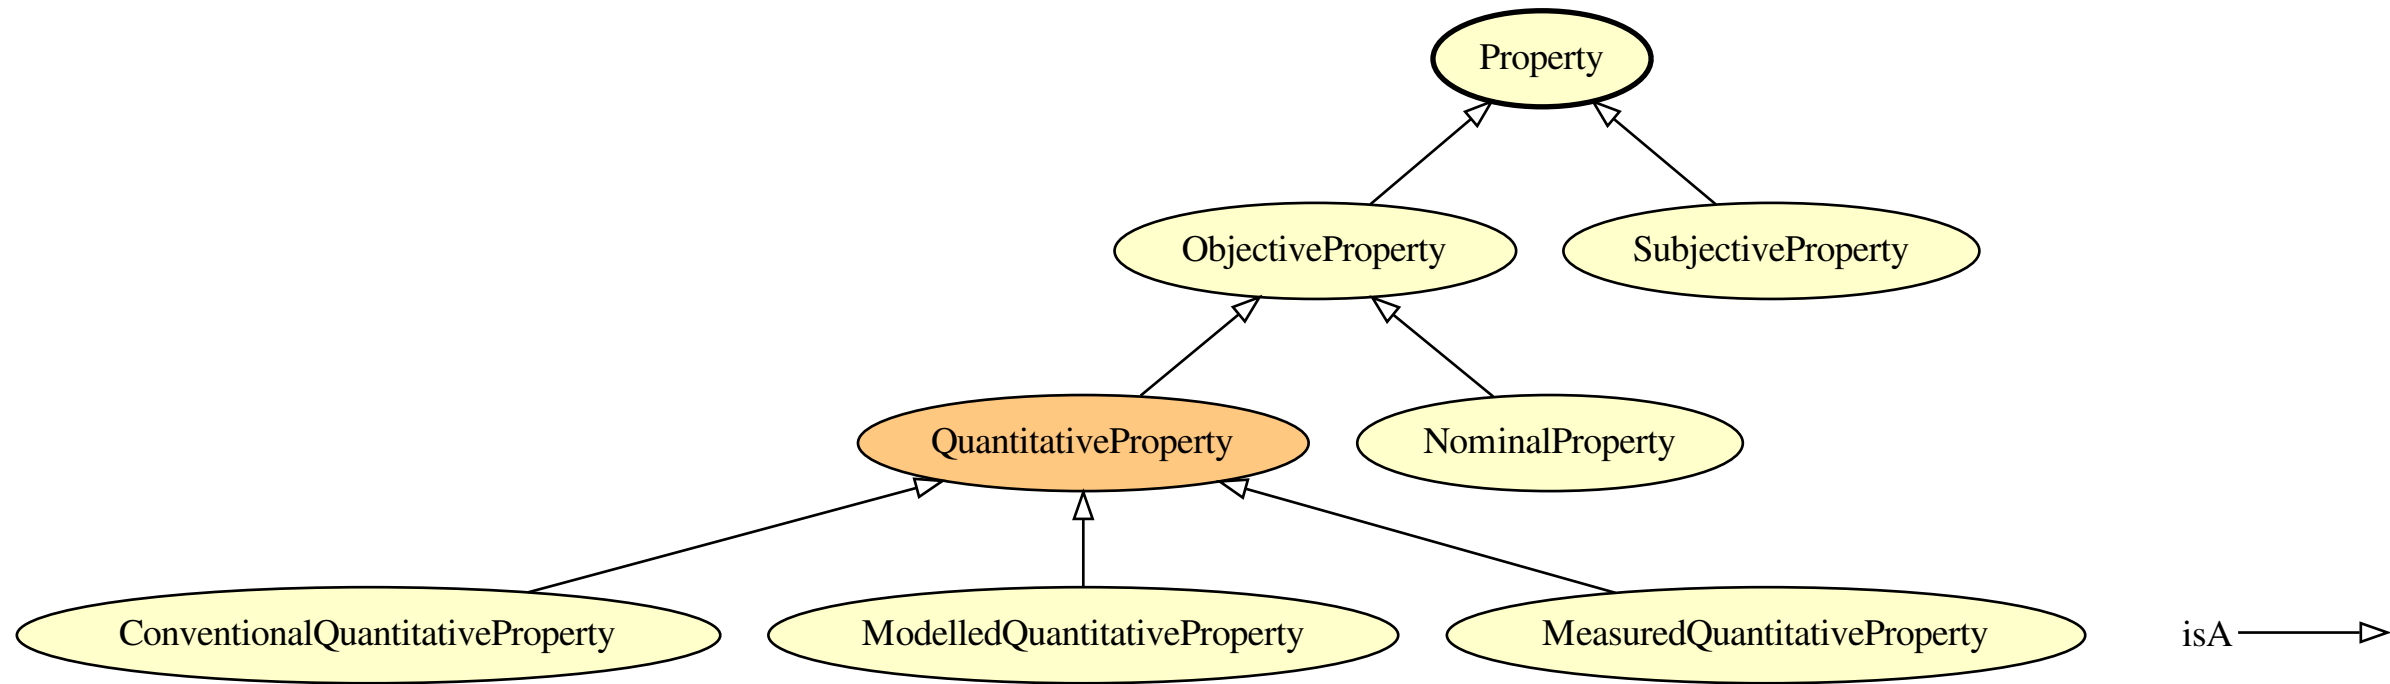 Property
ObjectiveProperty
SubjectiveProperty
QuantitativeProperty
NominalProperty
ConventionalQuantitativeProperty
ModelledQuantitativeProperty
MeasuredQuantitativeProperty
isA